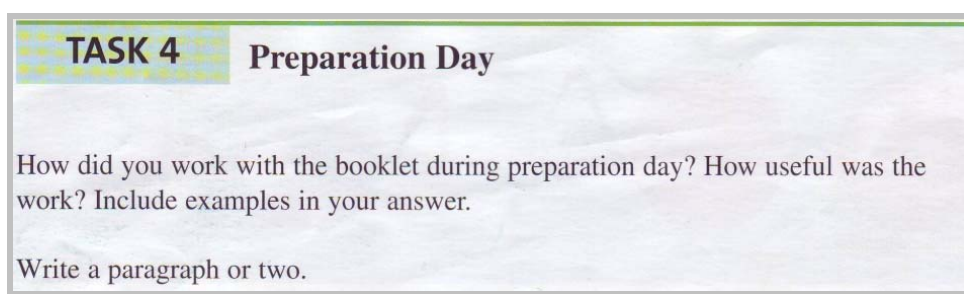 TASK 4
Preparation Day
How did you work with the booklet during preparation day? How useful was the
work? Include examples in your answer.
Write a paragraph or two.